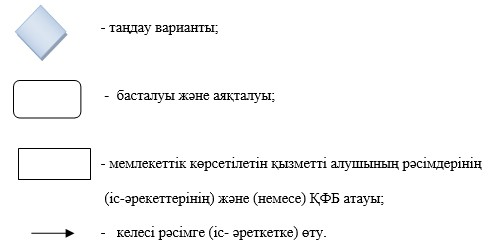 - таңдау варианты;
- басталуы және аяқталуы;
- мемлекеттік көрсетілетін қызметті алушының рәсімдерінің
(іс-әрекеттерінің) және (немесе) ҚФБ атауы;
- келесі рәсімге (іс- әреткетке) өту.